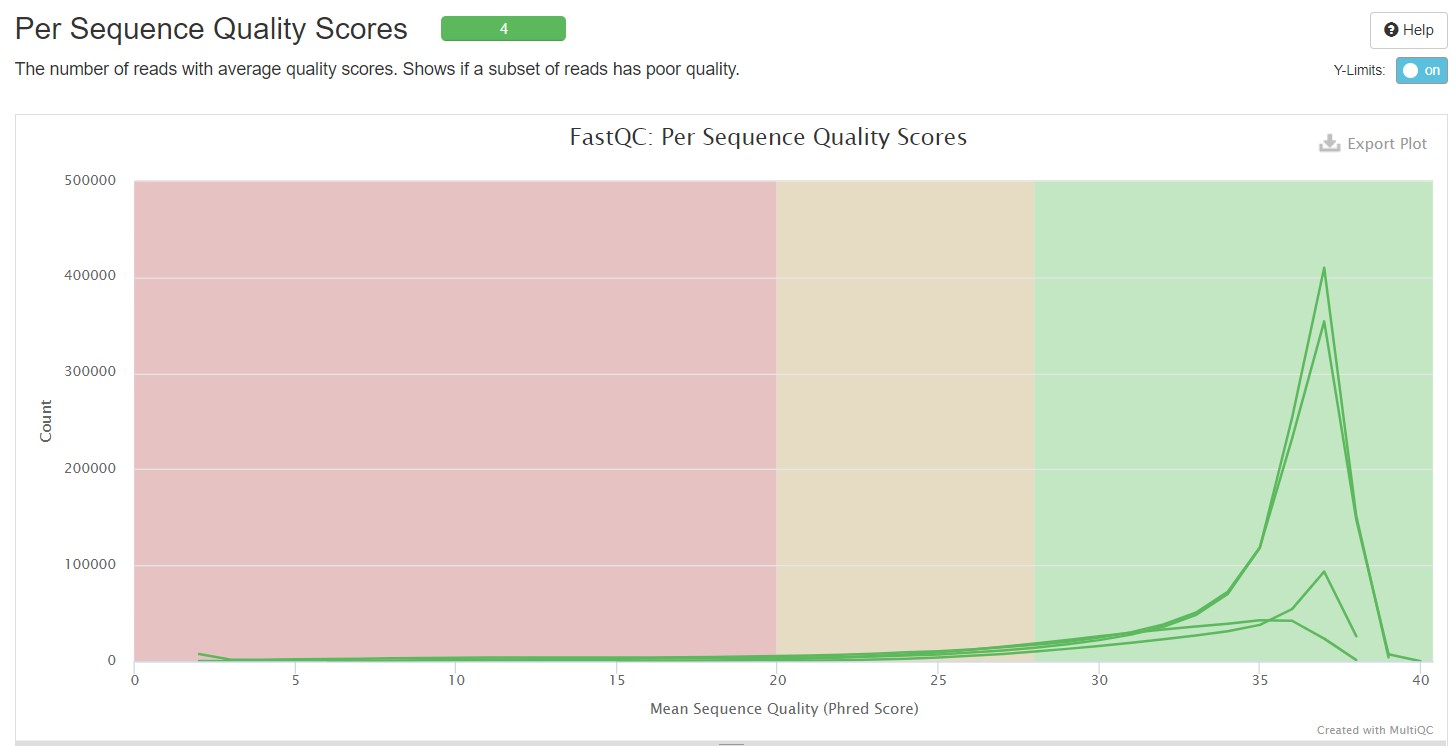 Per Sequence Quality Scores 4
Help
The number of reads with average quality scores. Shows if a subset of reads has poor quality.
Y-Limits: on
FastQC: Per Sequence Quality Scores
Export Plot
500000
400000
300000
200000
100000
0
Count
0 5 10 15 20 25 30 35 40
Mean Sequence Quality (Phred Score)
Created with MultiQC